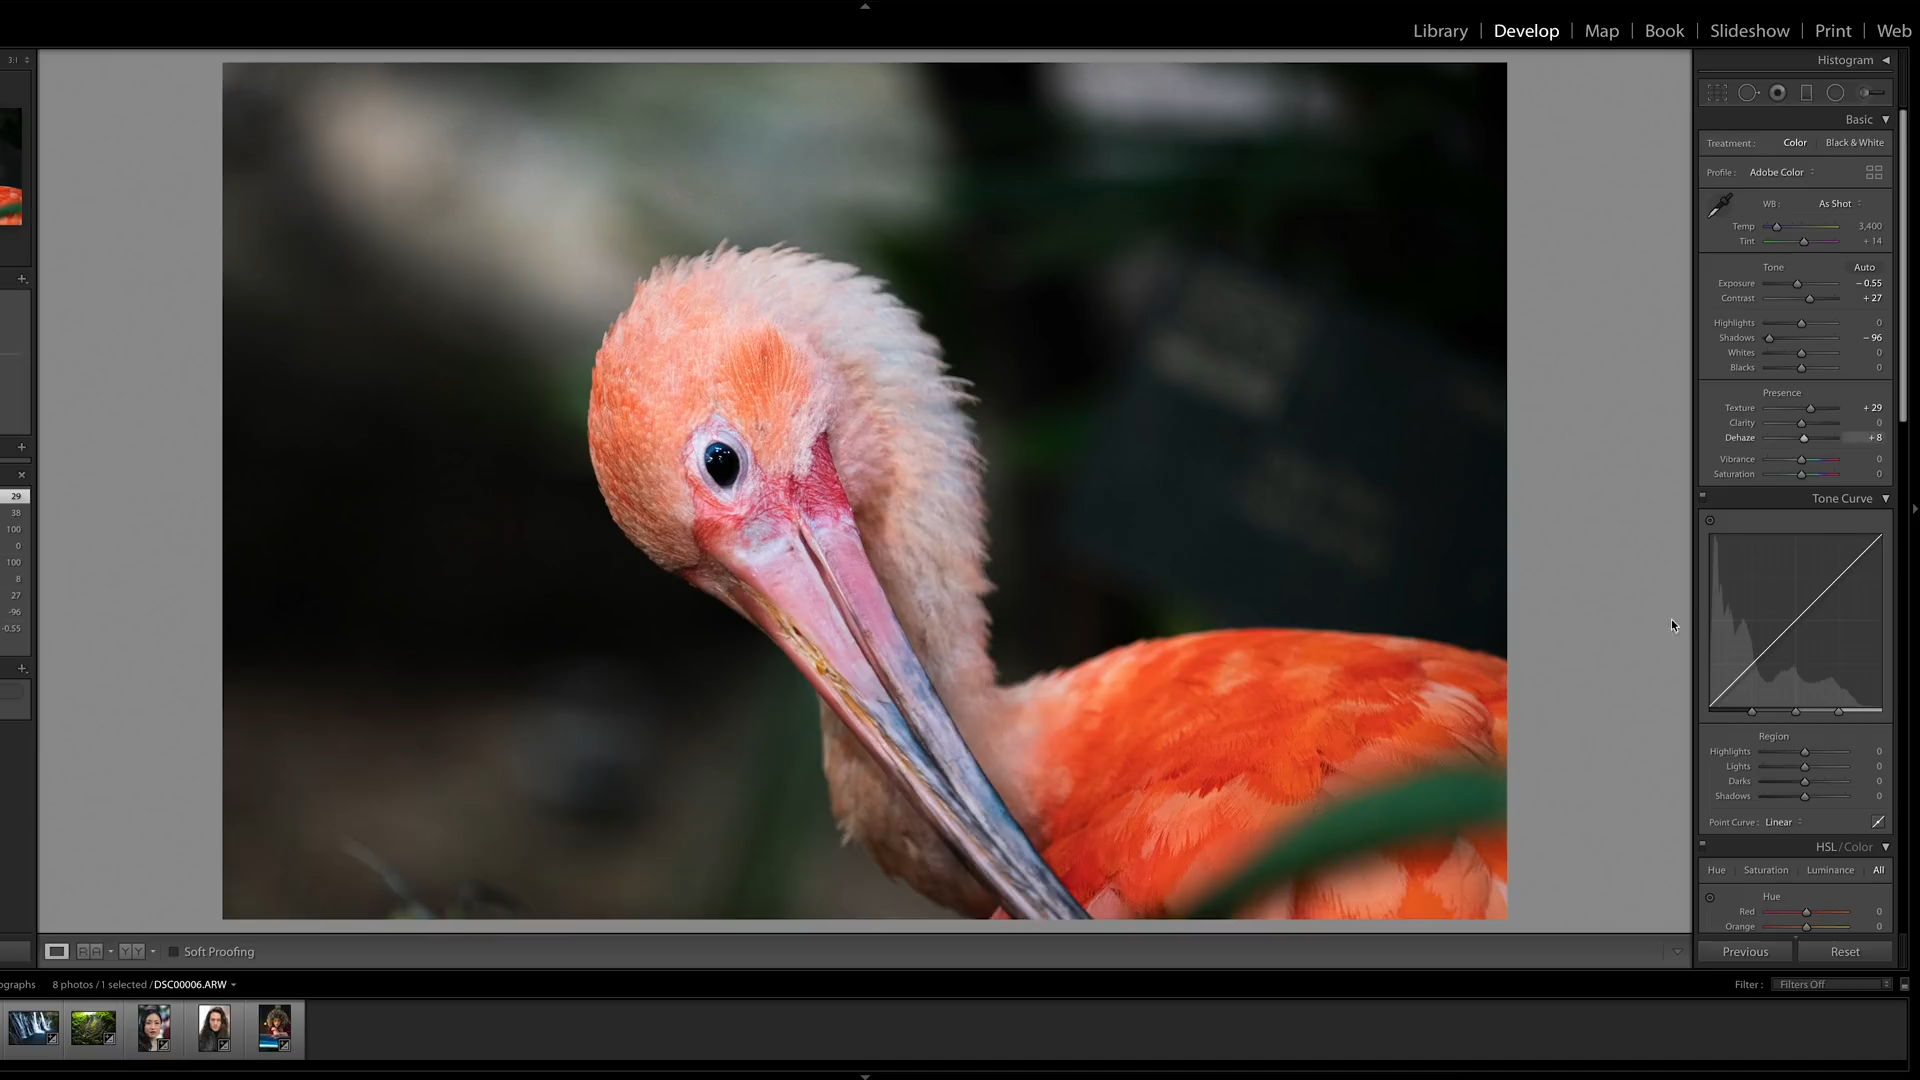 Library | Develop | Map | Book | Slideshow | Print | Web
3:1
Histogram
Basic
Treatment : Color Black & White
Profile : Adobe Color
WB : As Shot
Temp 3,400
Tint + 14
Tone Auto
Exposure − 0.55
Contrast + 27
Highlights 0
Shadows − 96
Whites 0
Blacks 0
Presence
Texture + 29
Clarity 0
Dehaze + 8
Vibrance 0
Saturation 0
29
38
100
0
100
8
27
-96
-0.55
Tone Curve
Region
Highlights 0
Lights 0
Darks 0
Shadows 0
Point Curve : Linear
HSL / Color
Hue Saturation Luminance All
Hue
Red 0
Orange 0
Previous Reset
R A Y Y Soft Proofing
ographs 8 photos / 1 selected / DSC00006.ARW
Filter : Filters Off